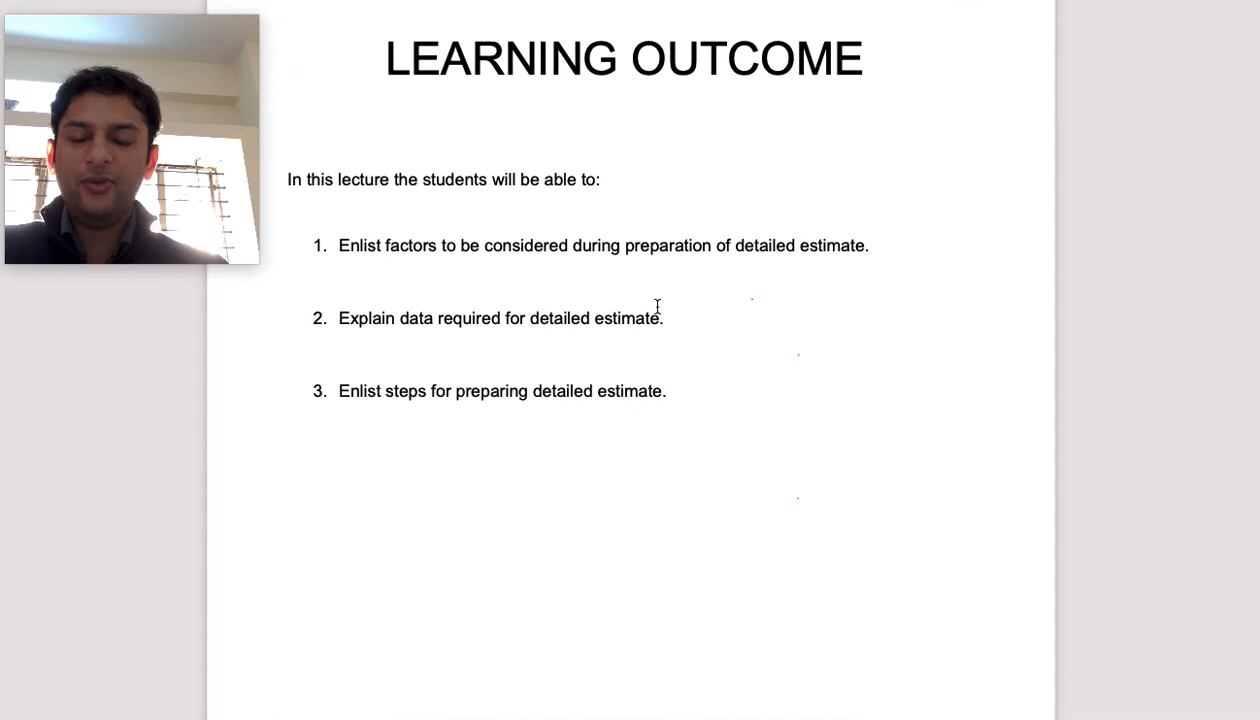 LEARNING OUTCOME
In this lecture the students will be able to:
1. Enlist factors to be considered during preparation of detailed estimate.
2. Explain data required for detailed estimate.
3. Enlist steps for preparing detailed estimate.